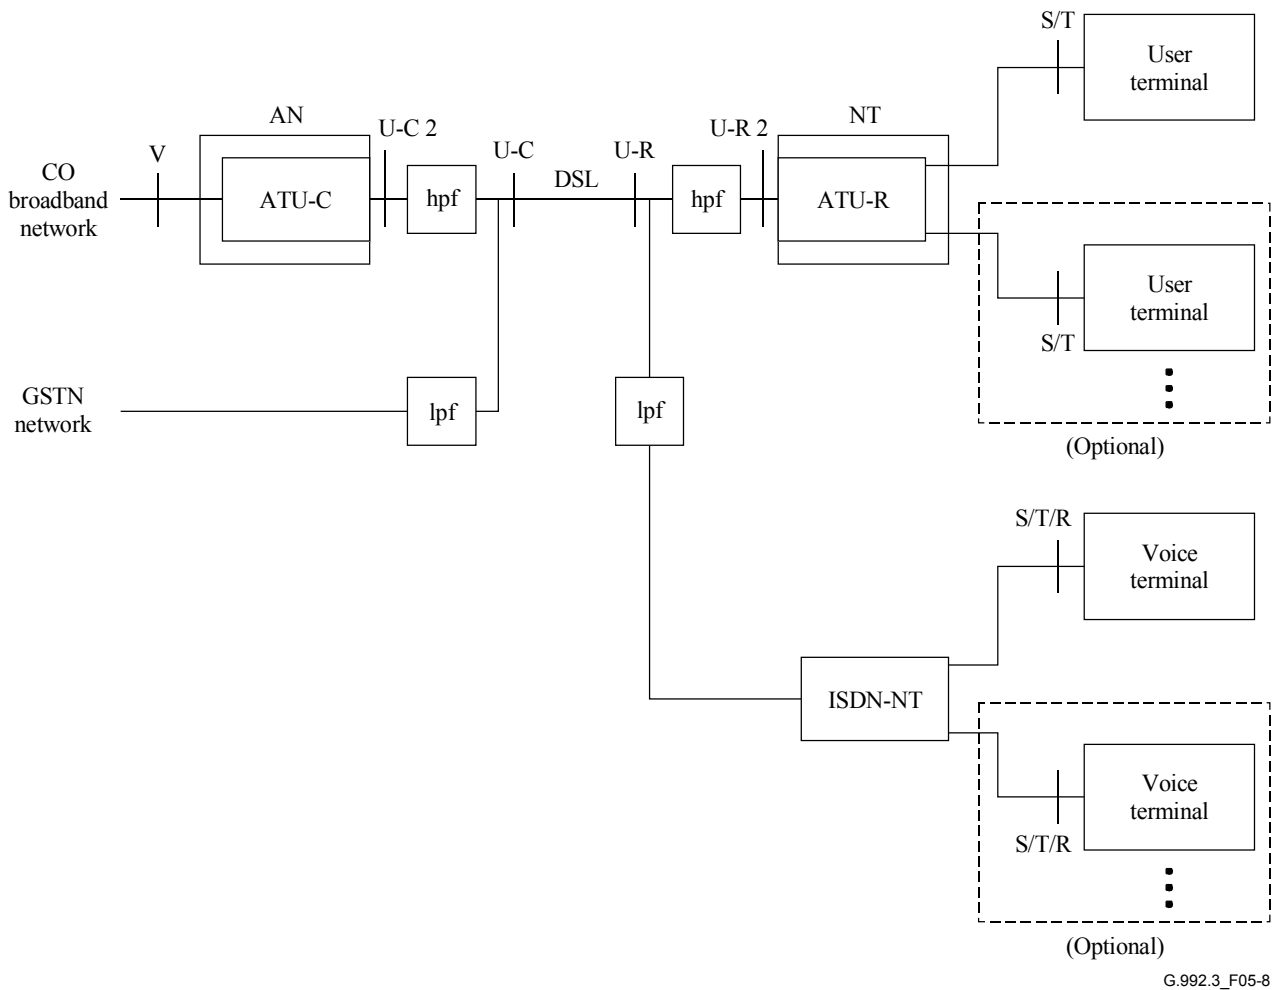 S/T
User
terminal
AN
U-C 2
U-R 2
NT
V
U-C
U-R
DSL
CO
broadband
network
ATU-C
hpf
hpf
ATU-R
User
terminal
S/T
GSTN
network
lpf
lpf
(Optional)
S/T/R
Voice
terminal
ISDN-NT
Voice
terminal
S/T/R
(Optional)
G.992.3_F05-8